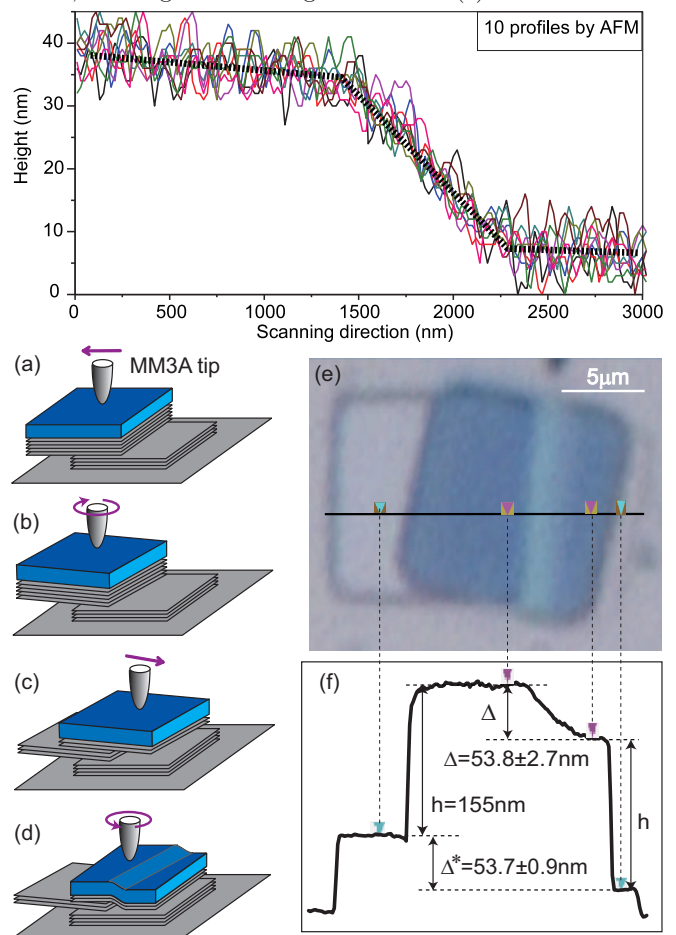 10 profiles by AFM
40
30
20
10
0
Height (nm)
0 500 1000 1500 2000 2500 3000
Scanning direction (nm)
(a)
MM3A tip
(b)
(c)
(d)
(e)
5μm
(f)
Δ
Δ=53.8±2.7nm
h=155nm
h
Δ*=53.7±0.9nm